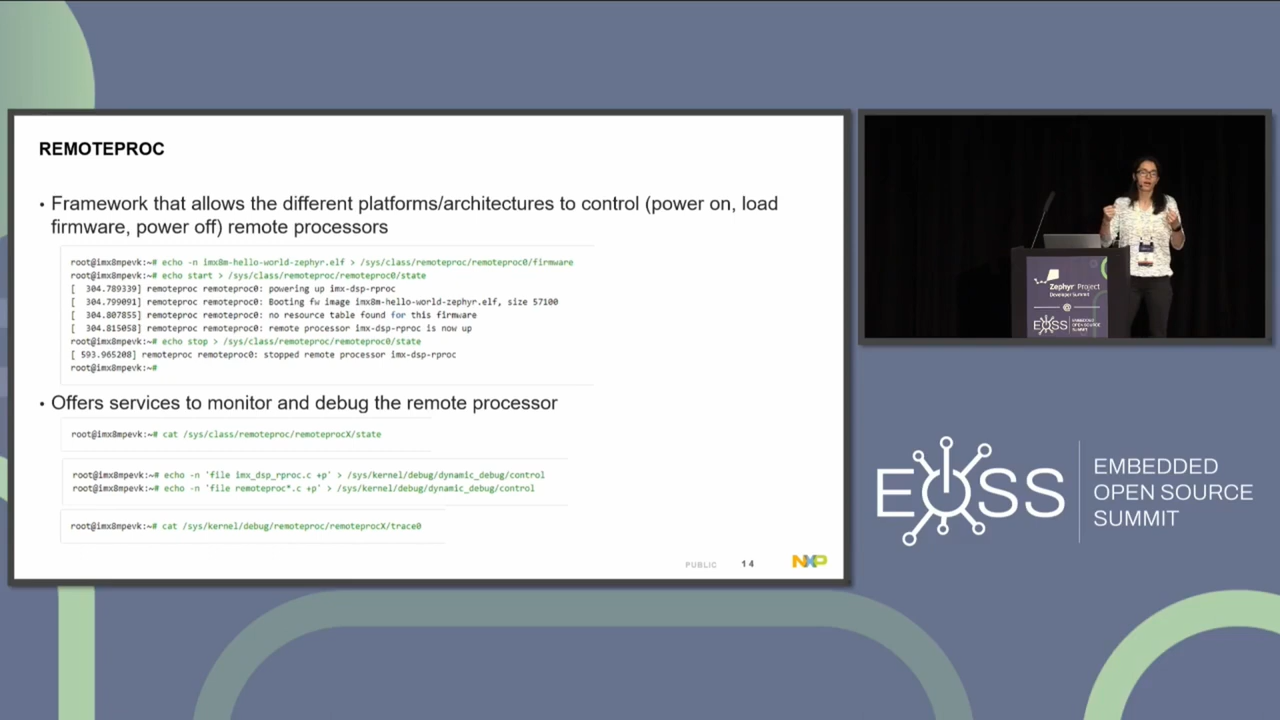 REMOTEPROC
• Framework that allows the different platforms/architectures to control (power on, load
firmware, power off) remote processors
root@imx8mpevk:~# echo -n imx8m-hello-world-zephyr.elf > /sys/class/remoteproc/remoteproc0/firmware
root@imx8mpevk:~# echo start > /sys/class/remoteproc/remoteproc0/state
[  304.789339] remoteproc remoteproc0: powering up imx-dsp-rproc
[  304.799091] remoteproc remoteproc0: Booting fw image imx8m-hello-world-zephyr.elf, size 57100
[  304.807855] remoteproc remoteproc0: no resource table found for this firmware
[  304.815058] remoteproc remoteproc0: remote processor imx-dsp-rproc is now up
root@imx8mpevk:~# echo stop > /sys/class/remoteproc/remoteproc0/state
[ 593.965208] remoteproc remoteproc0: stopped remote processor imx-dsp-rproc
root@imx8mpevk:~#
• Offers services to monitor and debug the remote processor
root@imx8mpevk:~# cat /sys/class/remoteproc/remoteprocX/state
root@imx8mpevk:~# echo -n 'file imx_dsp_rproc.c +p' > /sys/kernel/debug/dynamic_debug/control
root@imx8mpevk:~# echo -n 'file remoteproc*.c +p' > /sys/kernel/debug/dynamic_debug/control
root@imx8mpevk:~# cat /sys/kernel/debug/remoteproc/remoteprocX/trace0
PUBLIC
14
NXP
Zephyr Project
Developer Summit
@
EOSS
EMBEDDED
OPEN SOURCE
SUMMIT
EOSS
EMBEDDED
OPEN SOURCE
SUMMIT